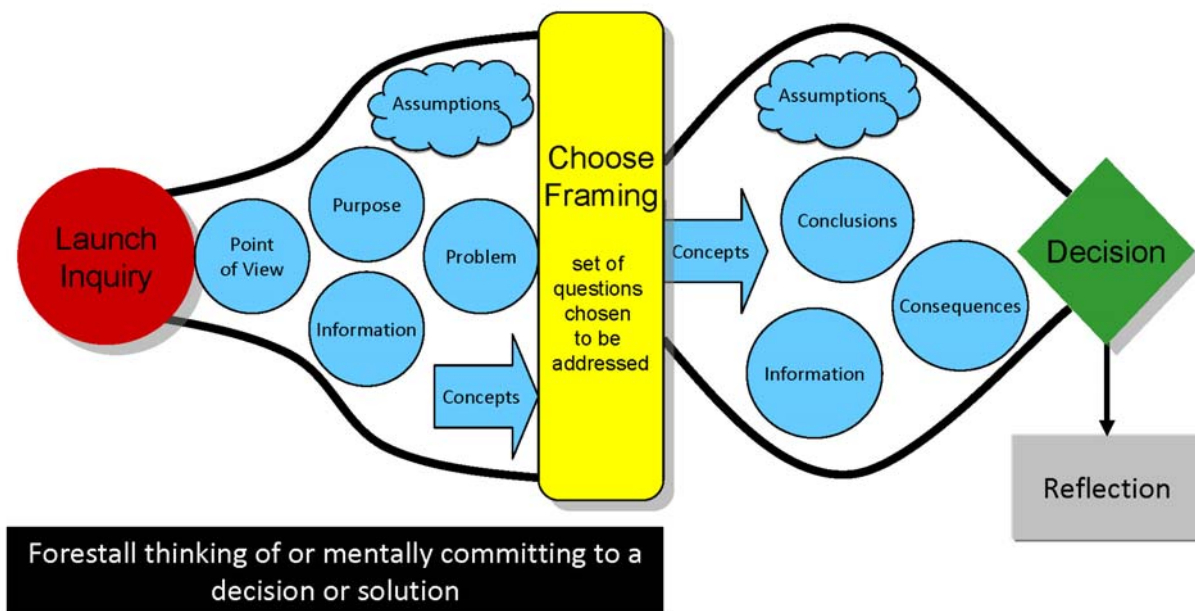 Launch
Inquiry
Point
of View
Purpose
Information
Assumptions
Problem
Concepts
Choose
Framing
set of
questions
chosen
to be
addressed
Concepts
Assumptions
Conclusions
Consequences
Information
Decision
Reflection
Forestall thinking of or mentally committing to a
decision or solution